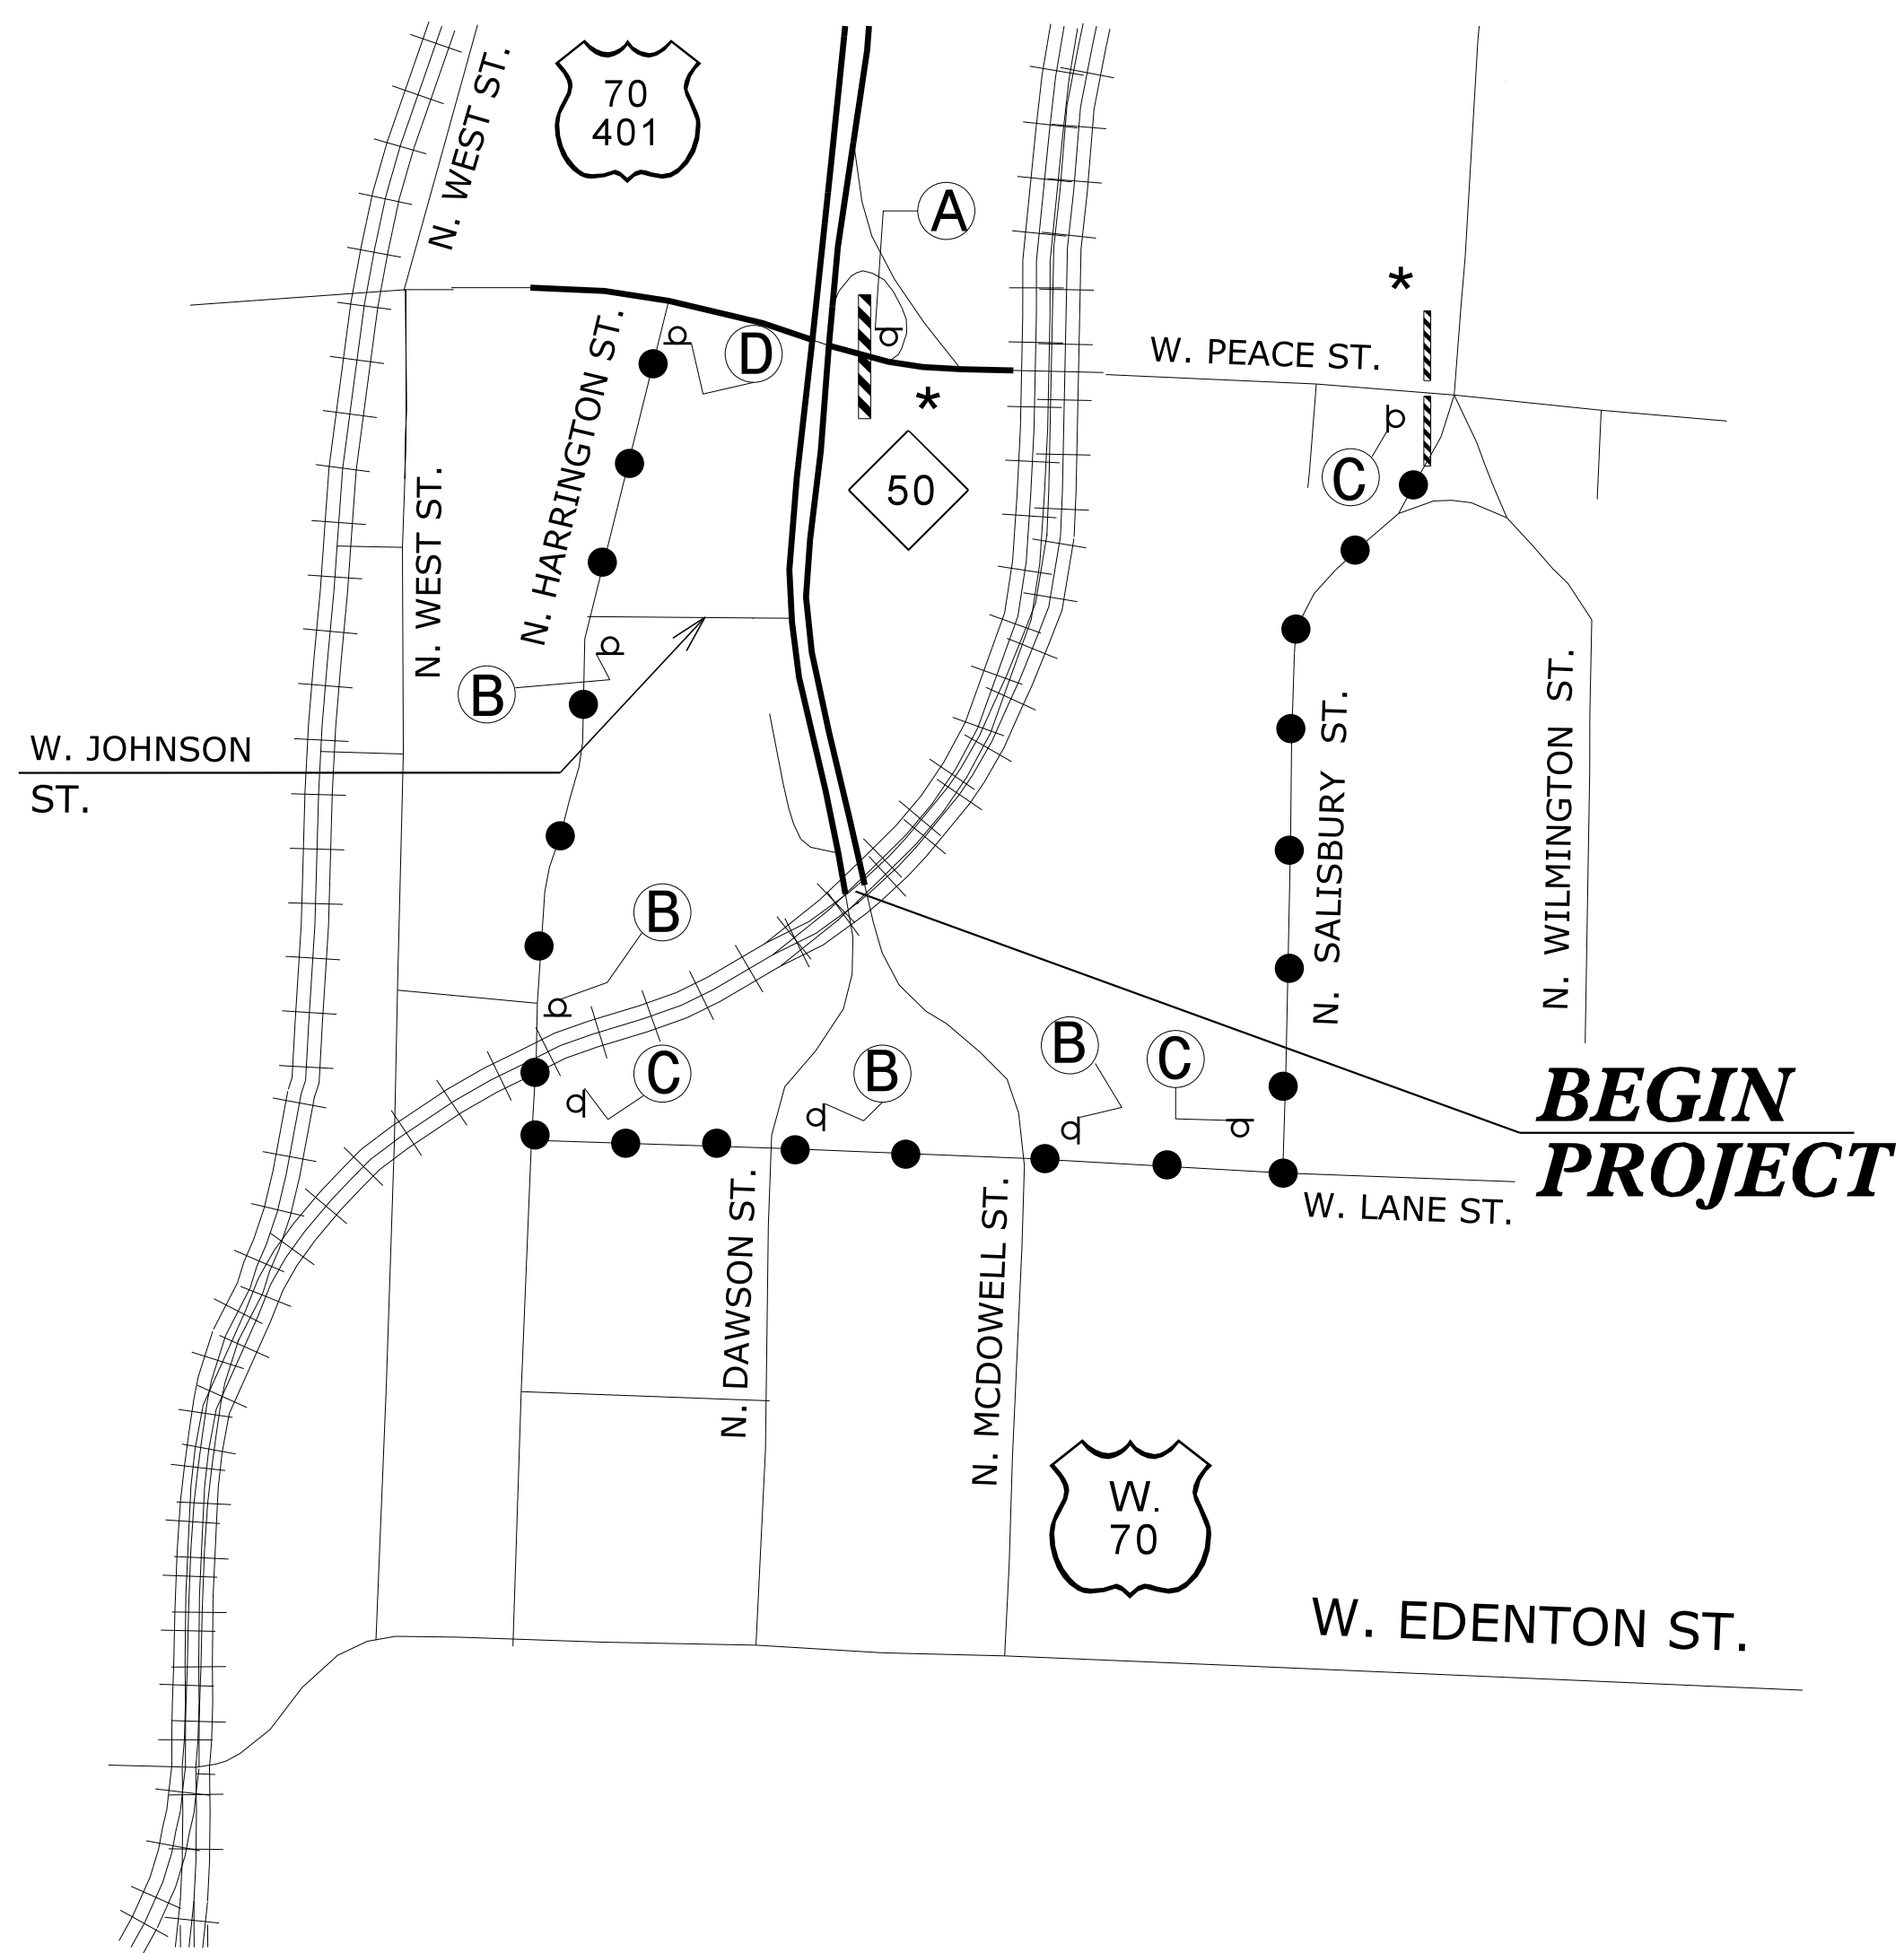 N. WEST ST.
70
401
A
*
D
W. PEACE ST.
*
C
50
N. HARRINGTON ST.
N. WEST ST.
B
W. JOHNSON
ST.
N. SALISBURY ST.
N. WILMINGTON ST.
B
C
B
B
C
BEGIN
PROJECT
W. LANE ST.
N. DAWSON ST.
N. MCDOWELL ST.
W.
70
W. EDENTON ST.